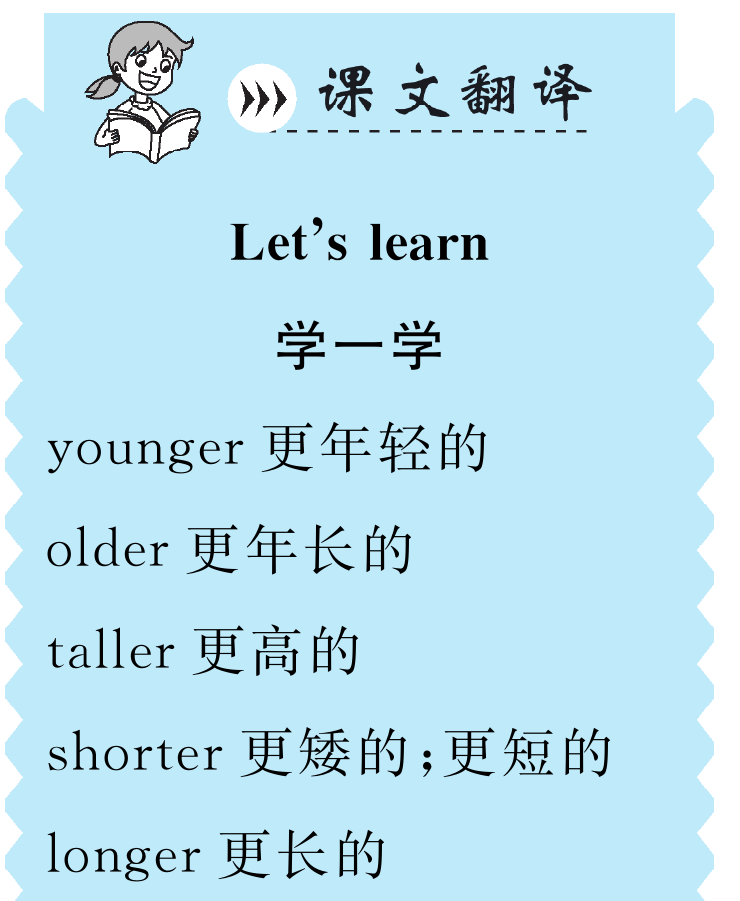 课文翻译
Let's learn
学一学
younger 更年轻的
older 更年长的
taller 更高的
shorter 更矮的;更短的
longer 更长的